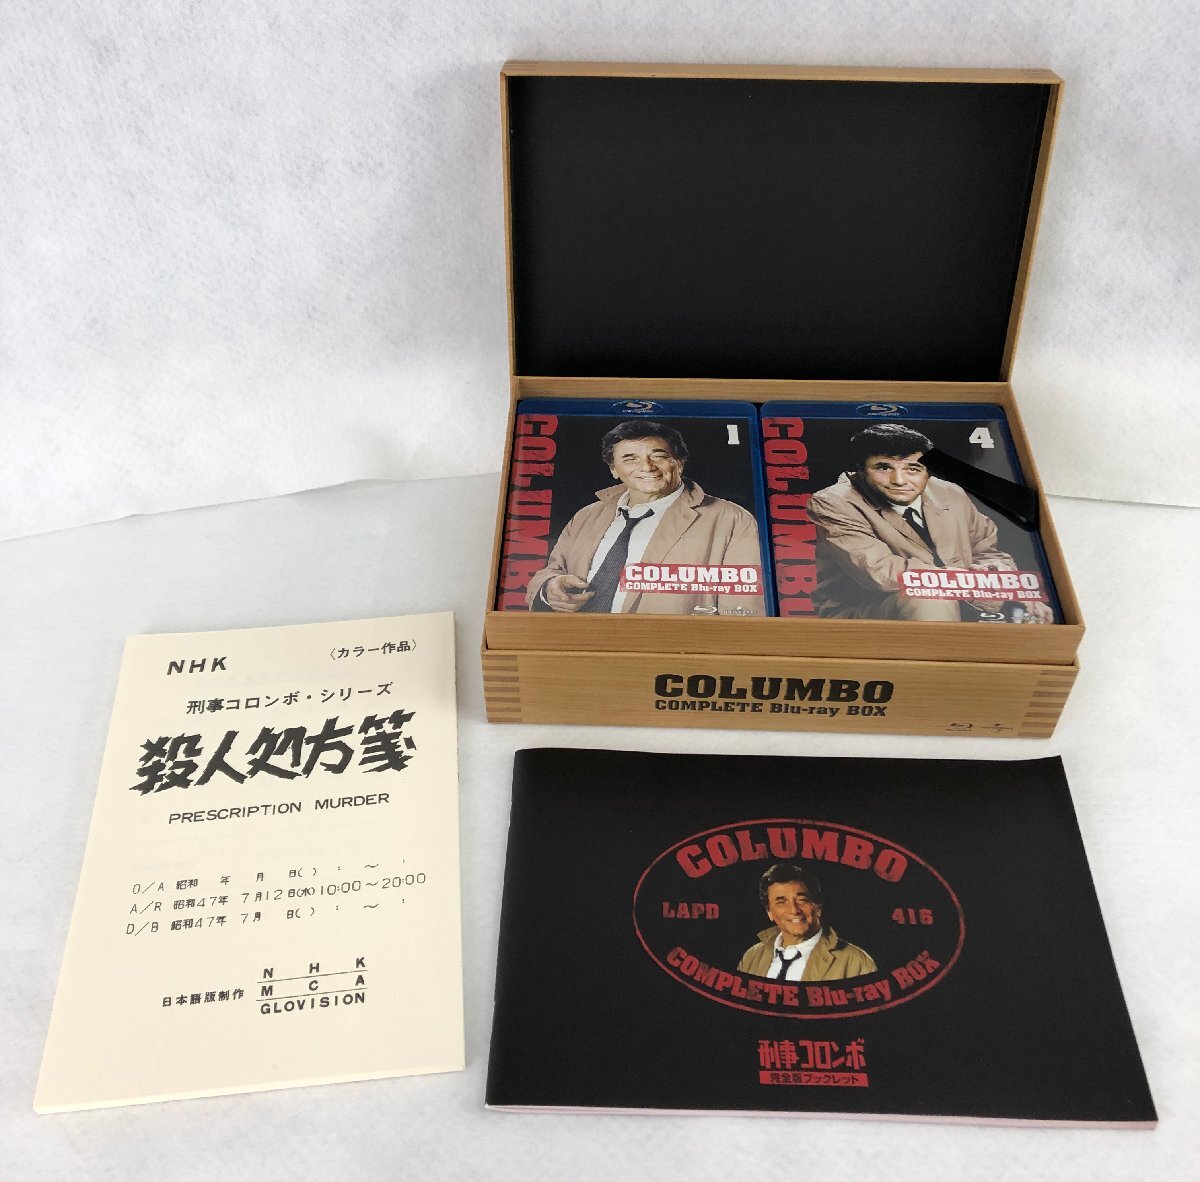 COLUMBO
1
COLUMBO
COMPLETE Blu-ray BOX
UNIVERSAL
COLUMBO
4
COLUMBO
COMPLETE Blu-ray BOX
COLUMBO
COMPLETE Blu-ray BOX
NHK
〈カラー作品〉
刑事コロンボ・シリーズ
殺人処方箋
PRESCRIPTION MURDER
O/A 昭和 年 月 日( ) : 〜 :
A/R 昭和47年 7月12日(水)10:00〜20:00
D/B 昭和47年 7月 日( ) : 〜 :
日本語版制作
N H K
M C A
GLOVISION
COLUMBO
LAPD 416
COMPLETE Blu-ray BOX
刑事コロンボ
完全版ブックレット